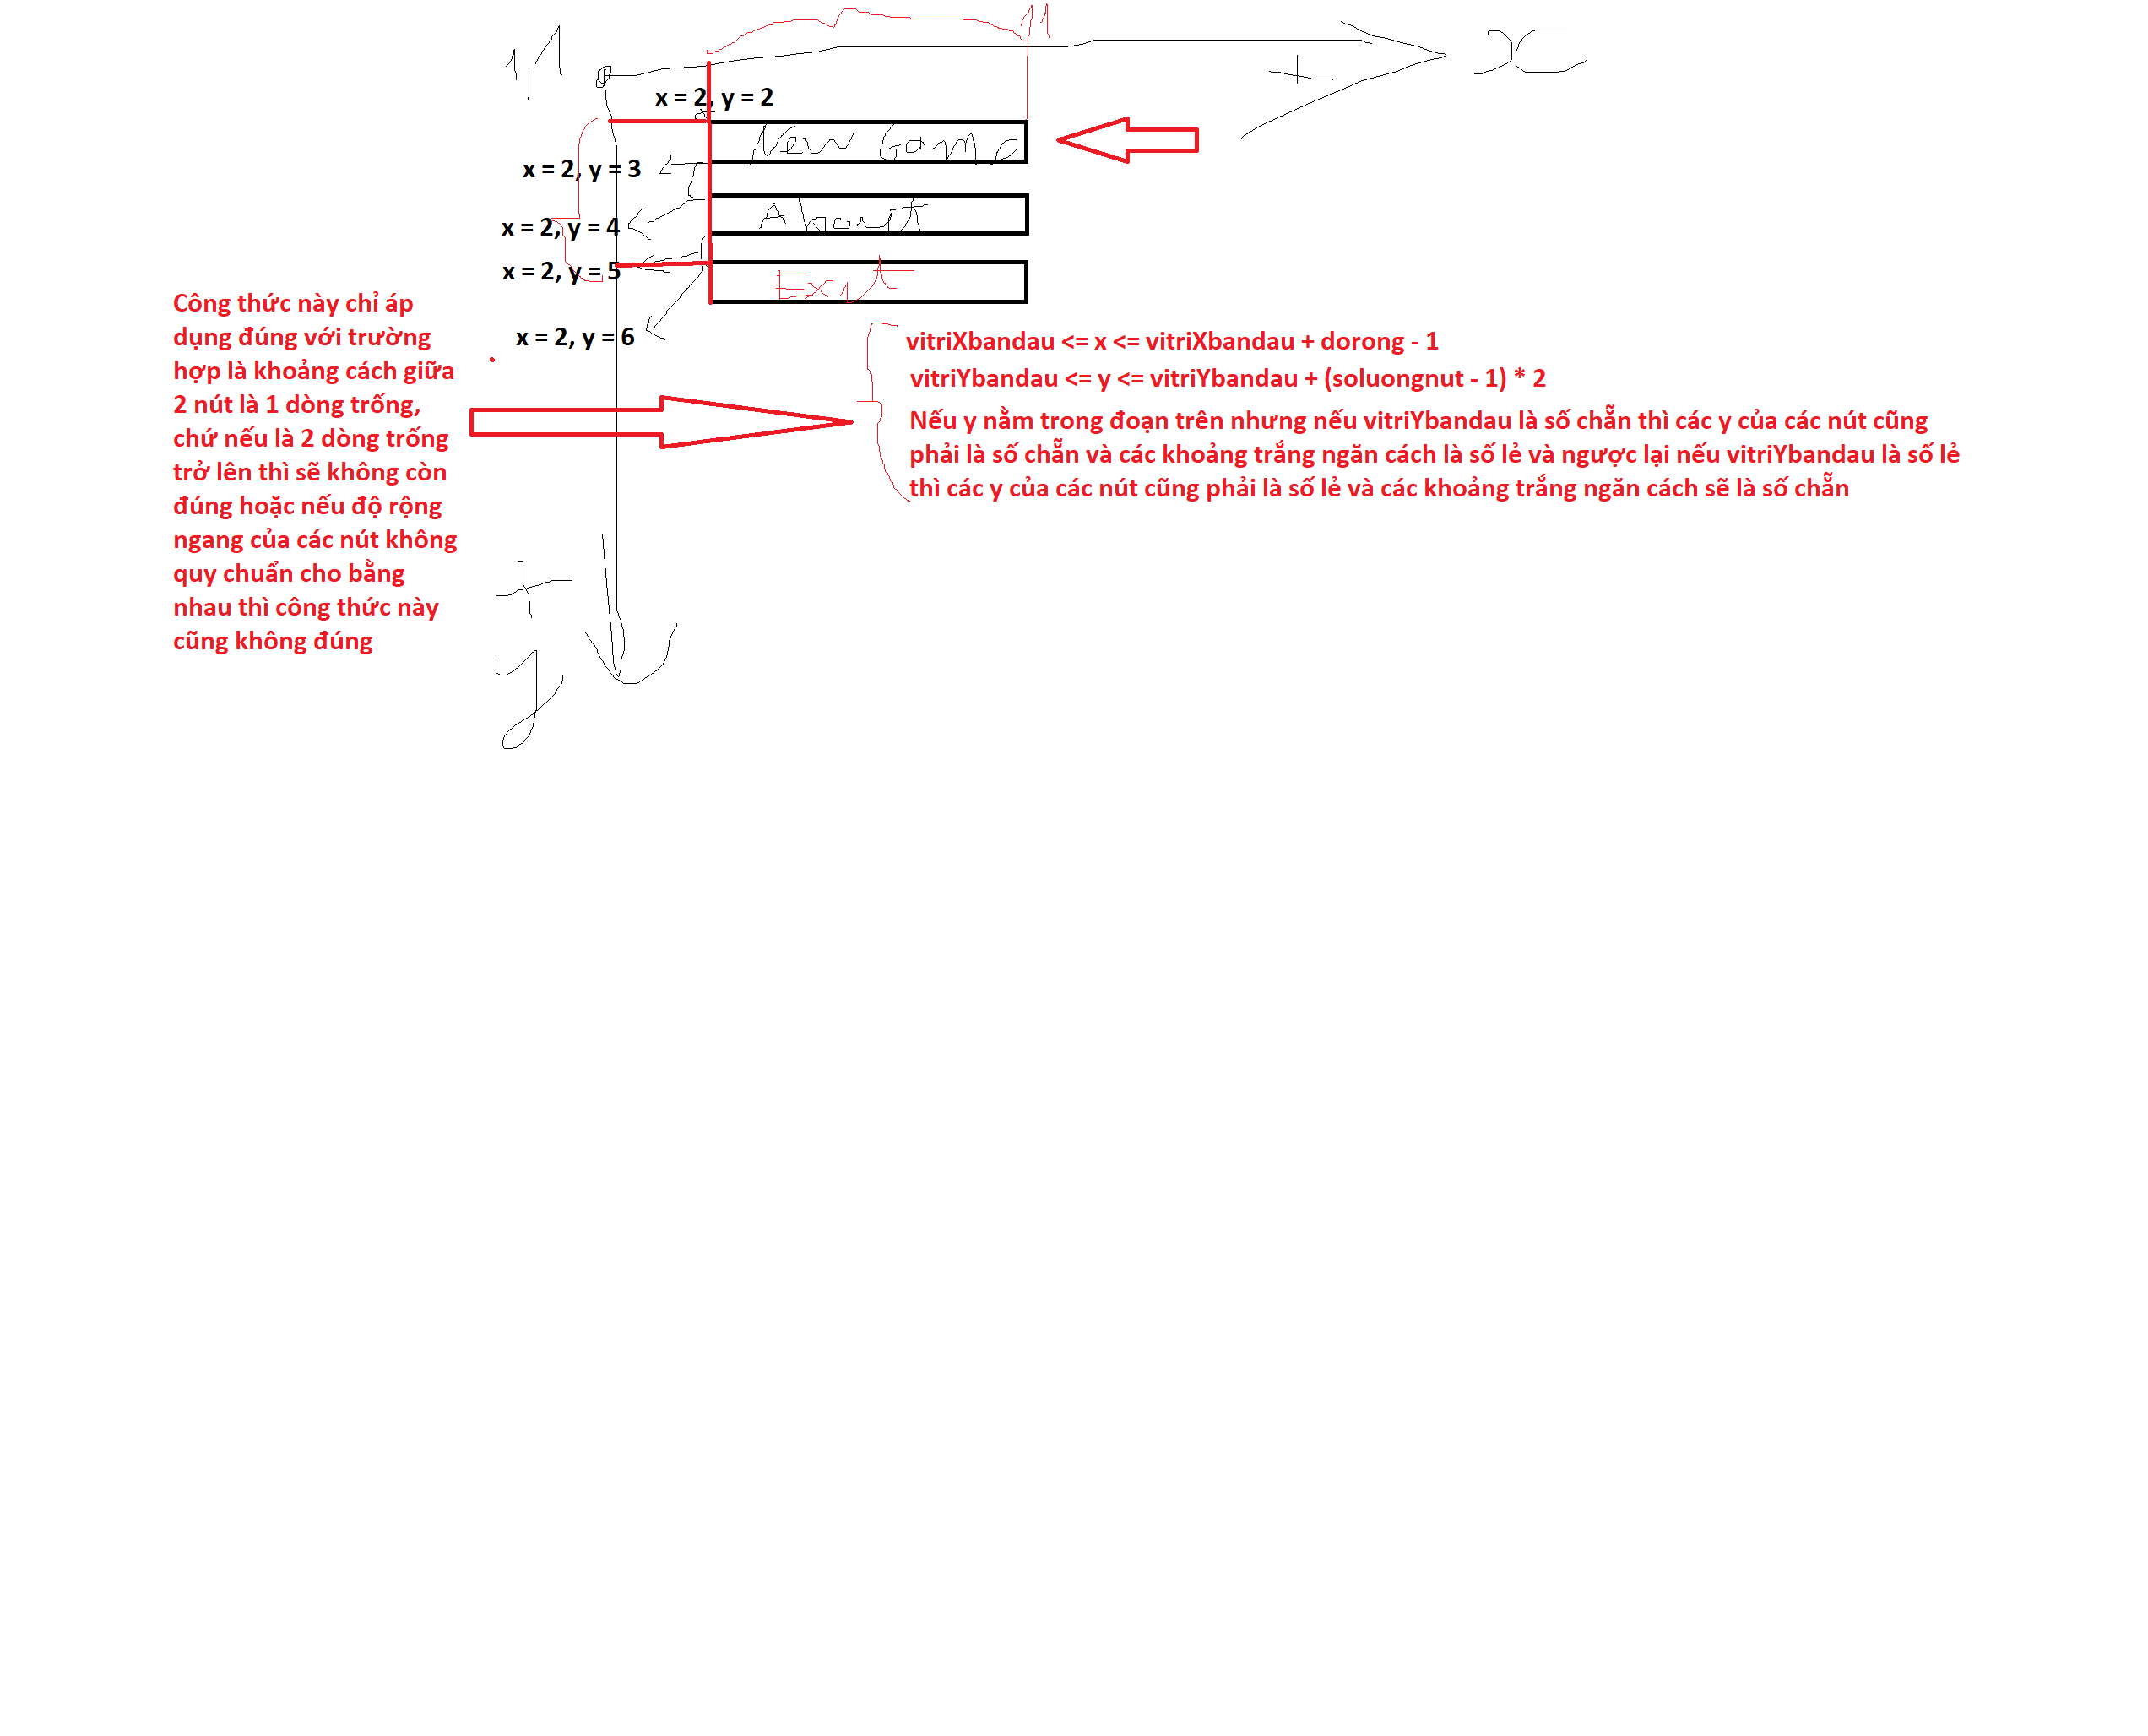 1,1
11
x
+
x = 2, y = 2
New Game
x = 2, y = 3
About
x = 2, y = 4
x = 2, y = 5
Exit
x = 2, y = 6
Công thức này chỉ áp
dụng đúng với trường
hợp là khoảng cách giữa
2 nút là 1 dòng trống,
chứ nếu là 2 dòng trống
trở lên thì sẽ không còn
đúng hoặc nếu độ rộng
ngang của các nút không
quy chuẩn cho bằng
nhau thì công thức này
cũng không đúng
vitriXbandau <= x <= vitriXbandau + dorong - 1
vitriYbandau <= y <= vitriYbandau + (soluongnut - 1) * 2
Nếu y nằm trong đoạn trên nhưng nếu vitriYbandau là số chẵn thì các y của các nút cũng
phải là số chẵn và các khoảng trắng ngăn cách là số lẻ và ngược lại nếu vitriYbandau là số lẻ
thì các y của các nút cũng phải là số lẻ và các khoảng trắng ngăn cách sẽ là số chẵn
+
y